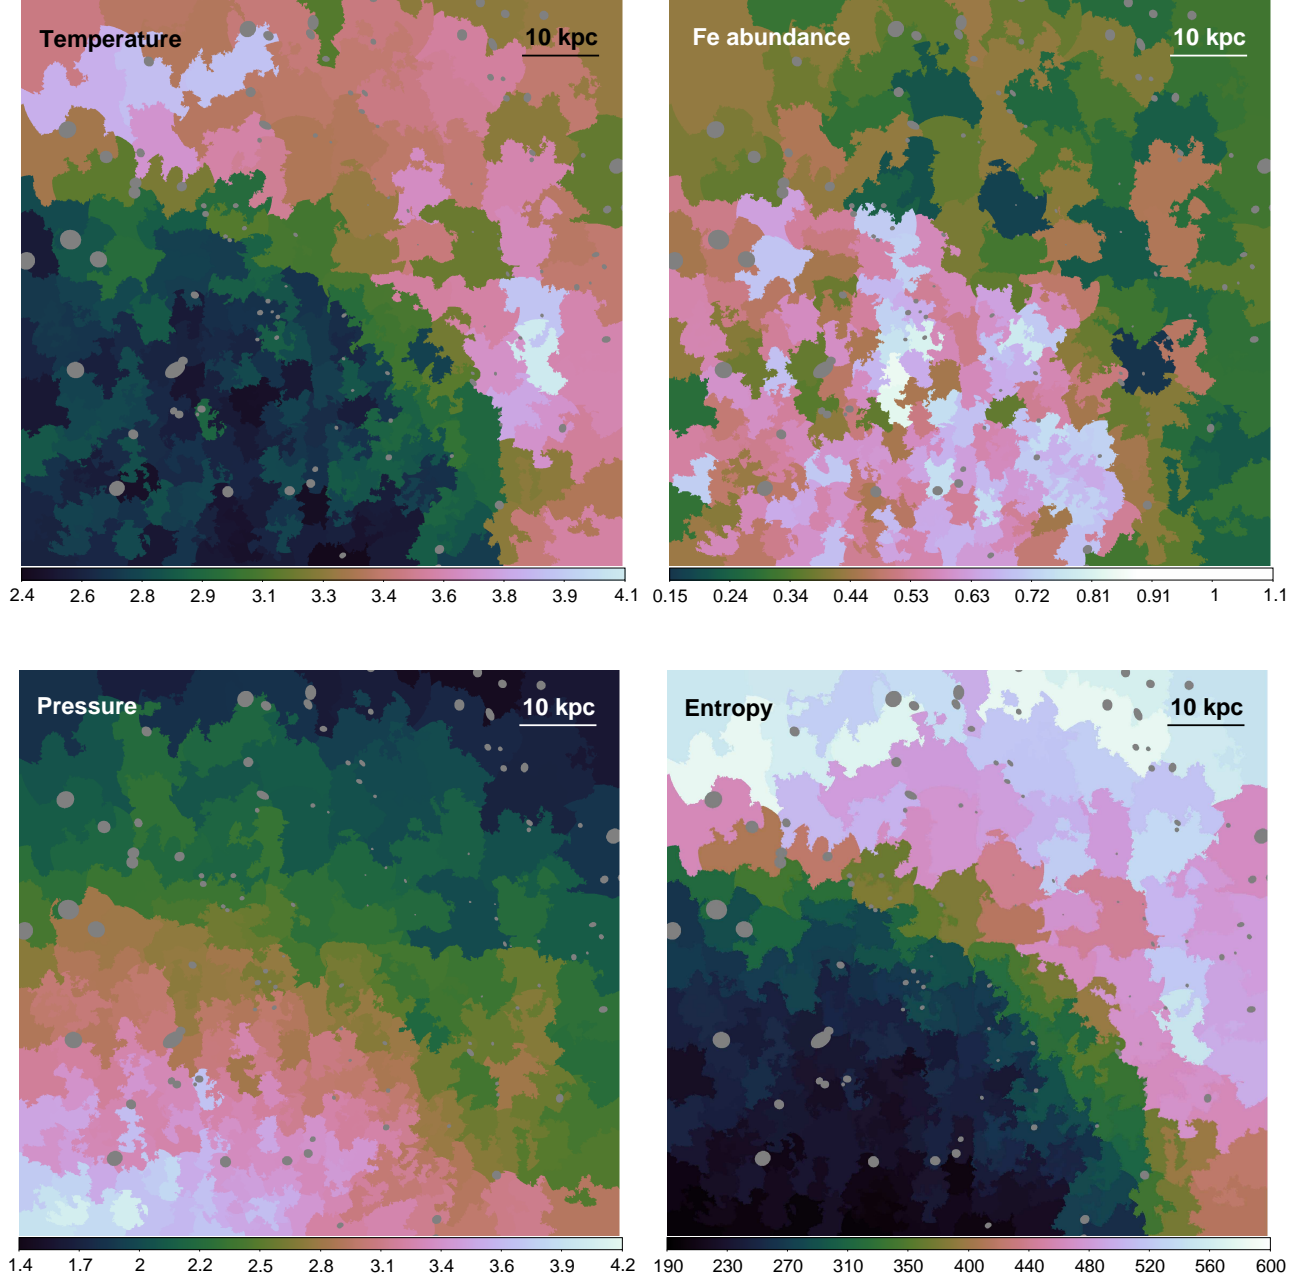 Temperature
10 kpc
Fe abundance
10 kpc
2.4 2.6 2.8 2.9 3.1 3.3 3.4 3.6 3.8 3.9 4.1
0.15 0.24 0.34 0.44 0.53 0.63 0.72 0.81 0.91 1 1.1
Pressure
10 kpc
Entropy
10 kpc
1.4 1.7 2 2.2 2.5 2.8 3.1 3.4 3.6 3.9 4.2
190 230 270 310 350 400 440 480 520 560 600